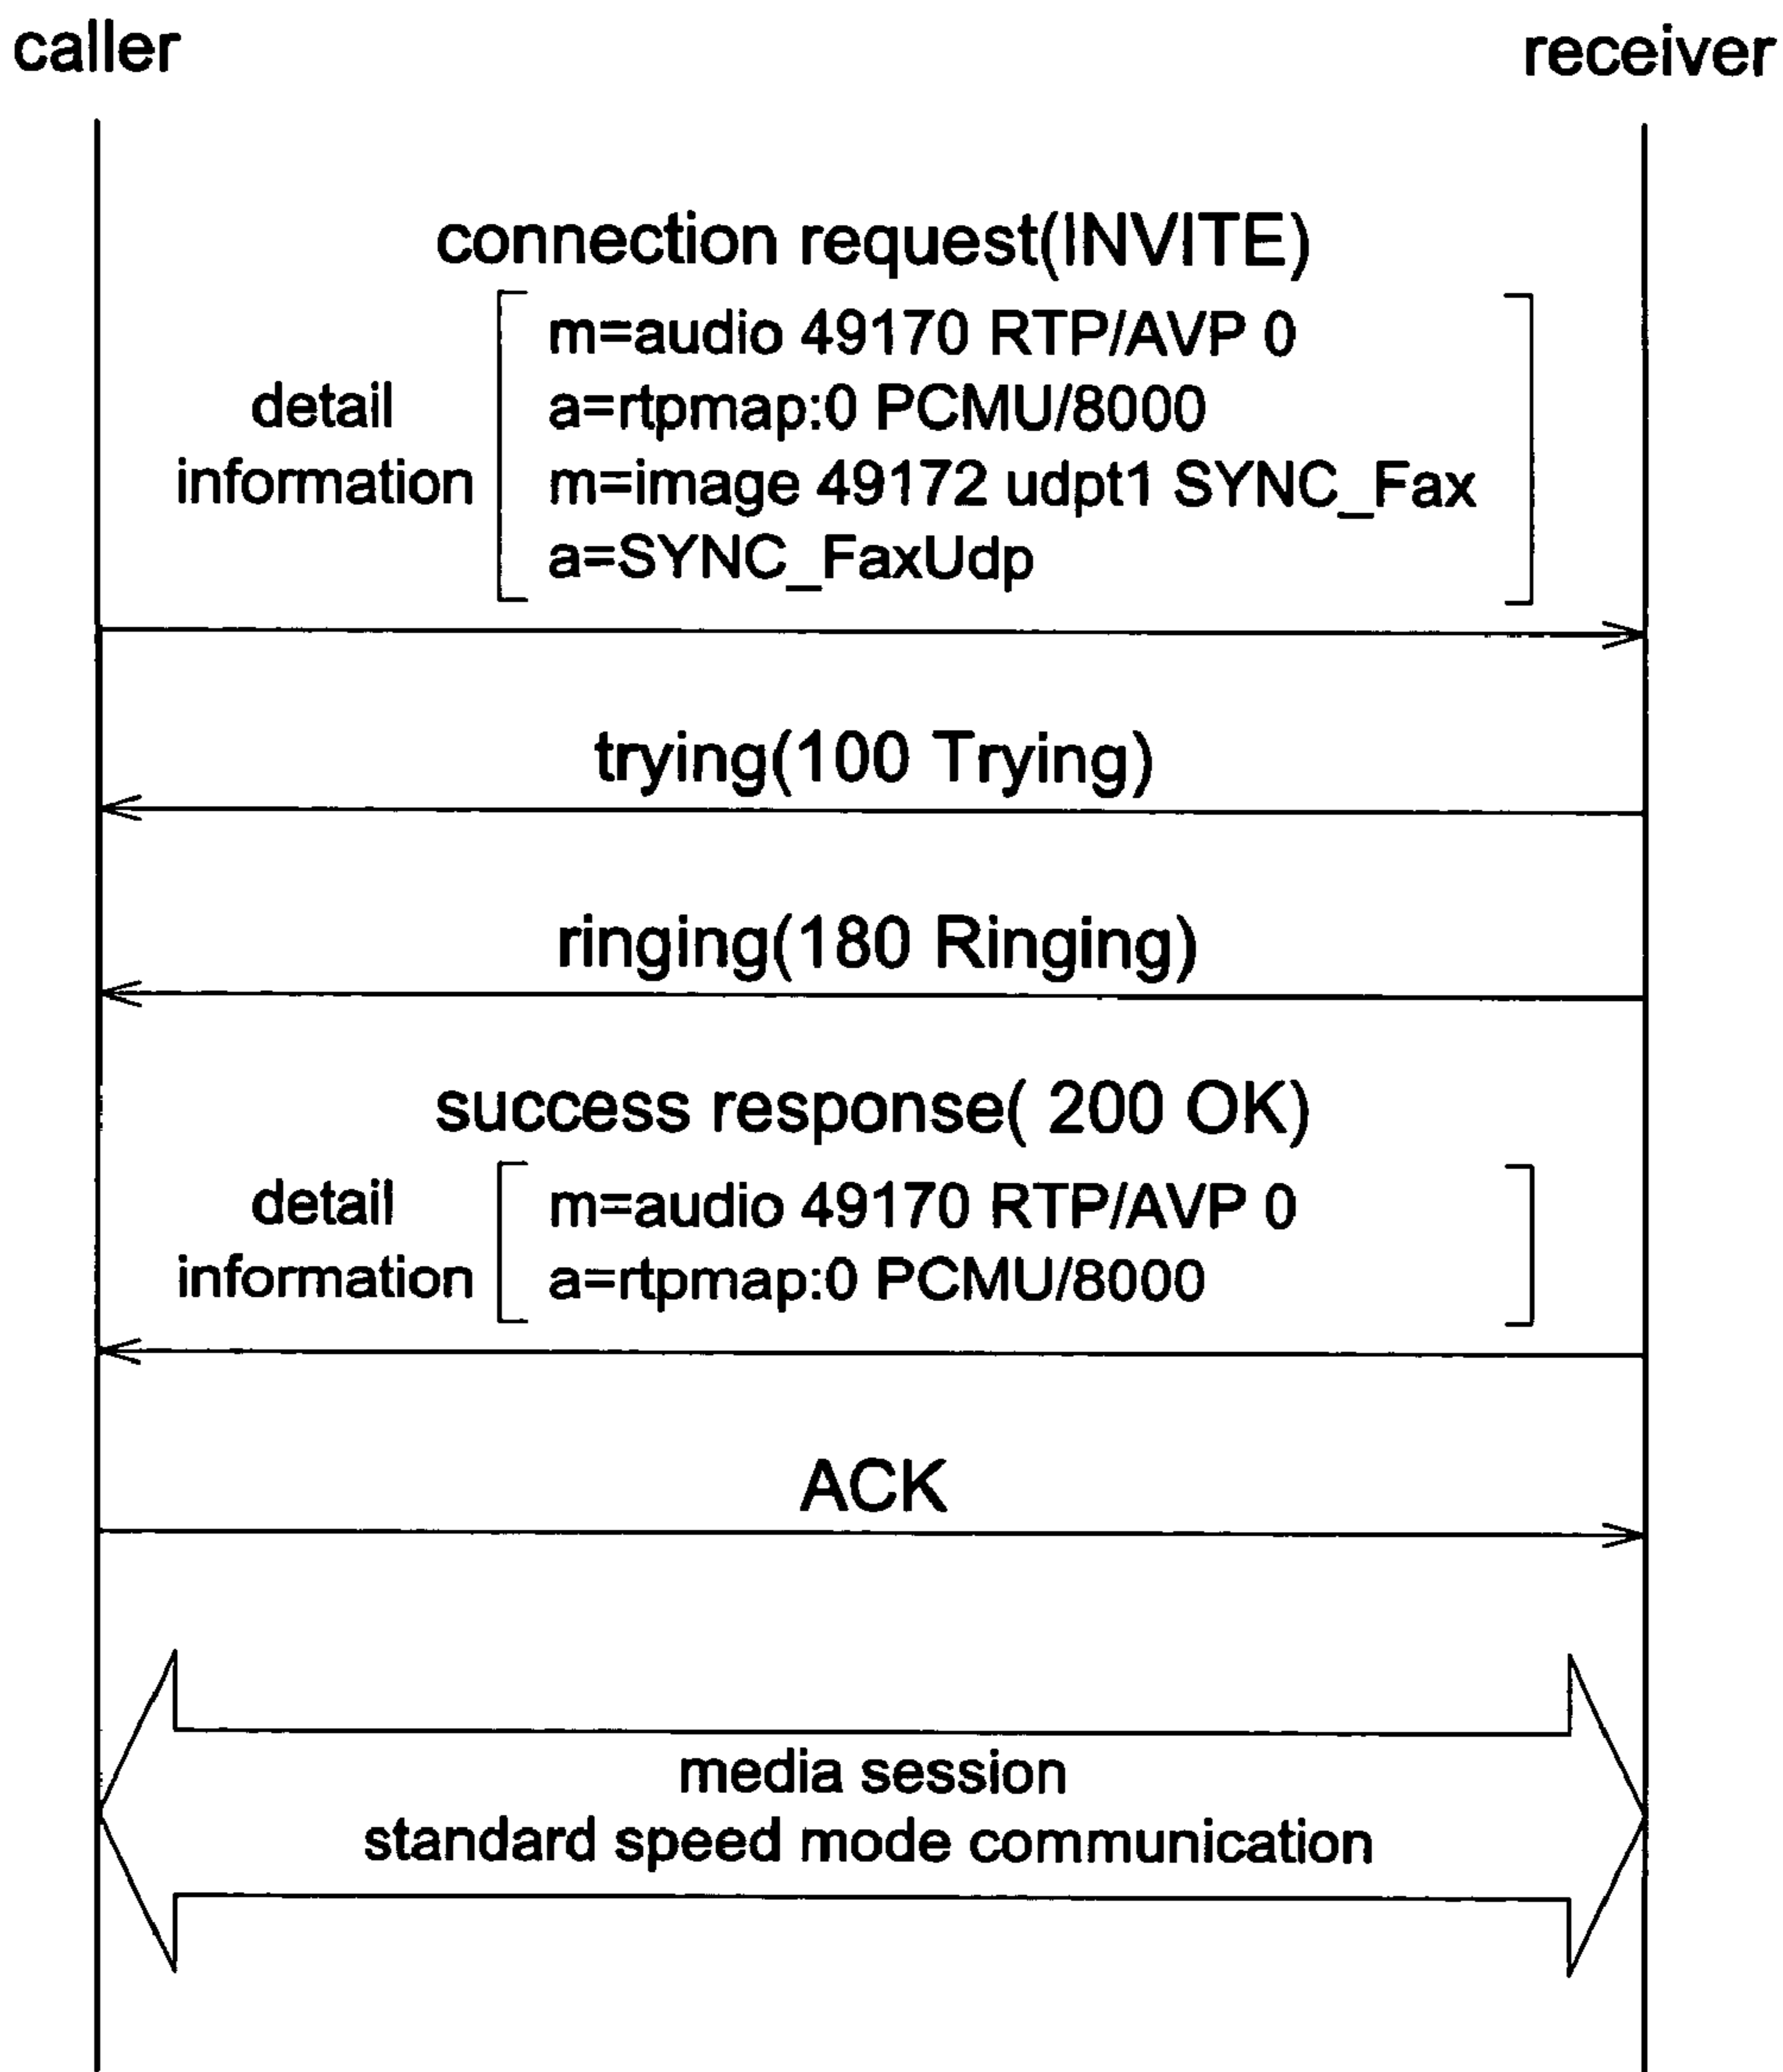 caller
receiver
connection request(INVITE)
m=audio 49170 RTP/AVP 0
detail
a=rtpmap:0 PCMU/8000
information
m=image 49172 udpt1 SYNC_Fax
a=SYNC_FaxUdp
trying(100 Trying)
ringing(180 Ringing)
success response( 200 OK)
detail
m=audio 49170 RTP/AVP 0
information
a=rtpmap:0 PCMU/8000
ACK
media session
standard speed mode communication